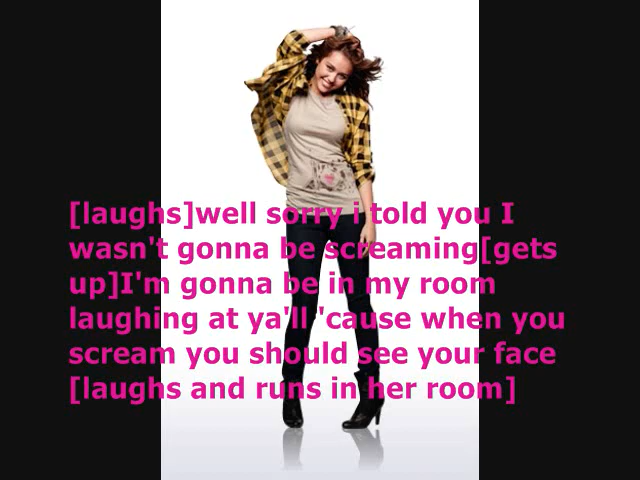 [laughs]well sorry i told you I
wasn't gonna be screaming[gets
up]I'm gonna be in my room
laughing at ya'll 'cause when you
scream you should see your face
[laughs and runs in her room]